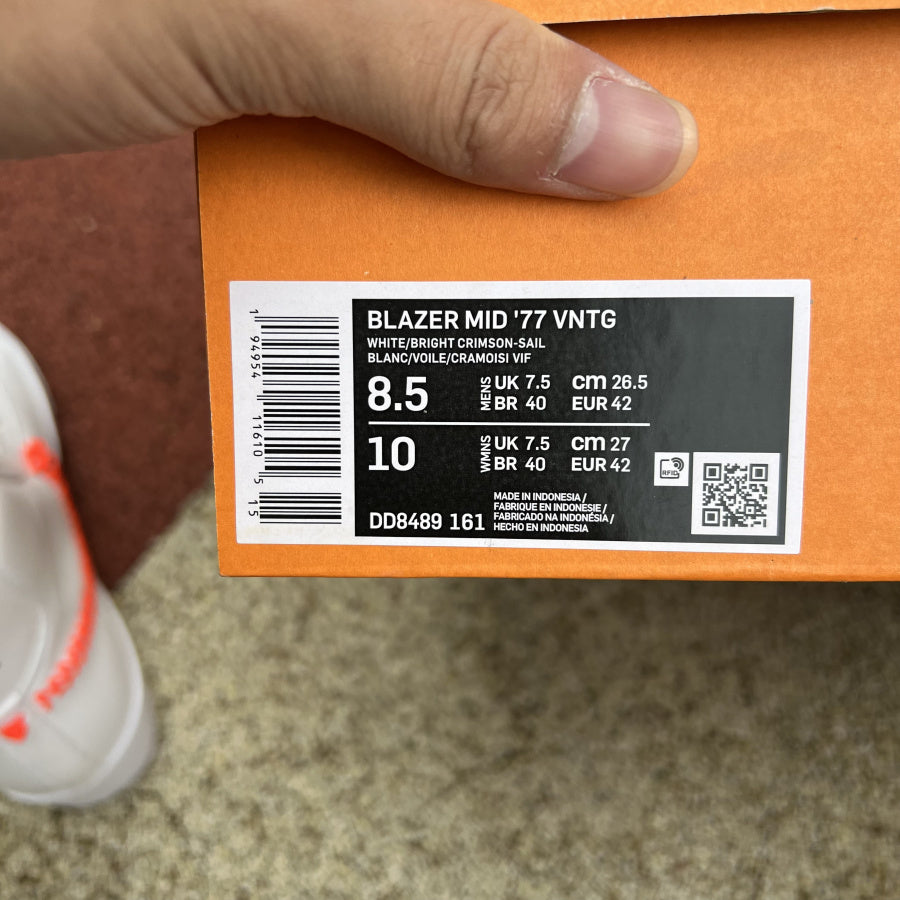 BLAZER MID '77 VNTG
WHITE/BRIGHT CRIMSON-SAIL
BLANC/VOILE/CRAMOISI VIF
8.5 MENS UK 7.5 cm 26.5
BR 40 EUR 42
10 WMNS UK 7.5 cm 27
BR 40 EUR 42
MADE IN INDONESIA /
FABRIQUE EN INDONÉSIE /
FABRICADO NA INDONÉSIA /
HECHO EN INDONESIA
DD8489 161
RFID
1 94954 11610 5 15